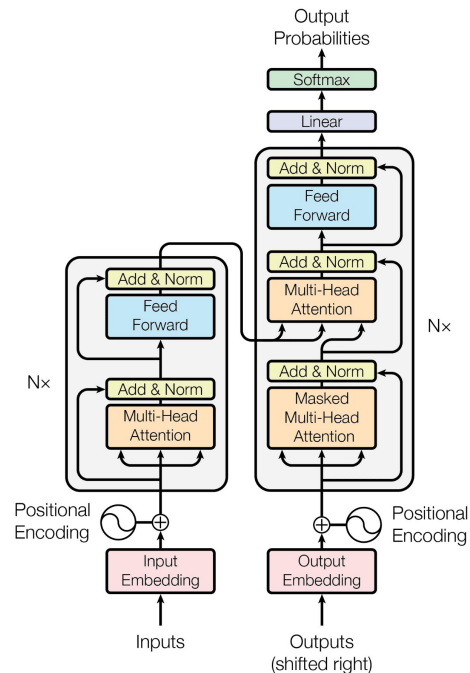 Output
Probabilities
Softmax
Linear
Add & Norm
Feed
Forward
Add & Norm
Multi-Head
Attention
Add & Norm
Masked
Multi-Head
Attention
N×
Add & Norm
Feed
Forward
Add & Norm
Multi-Head
Attention
N×
Positional
Encoding
Positional
Encoding
Input
Embedding
Output
Embedding
Inputs
Outputs
(shifted right)